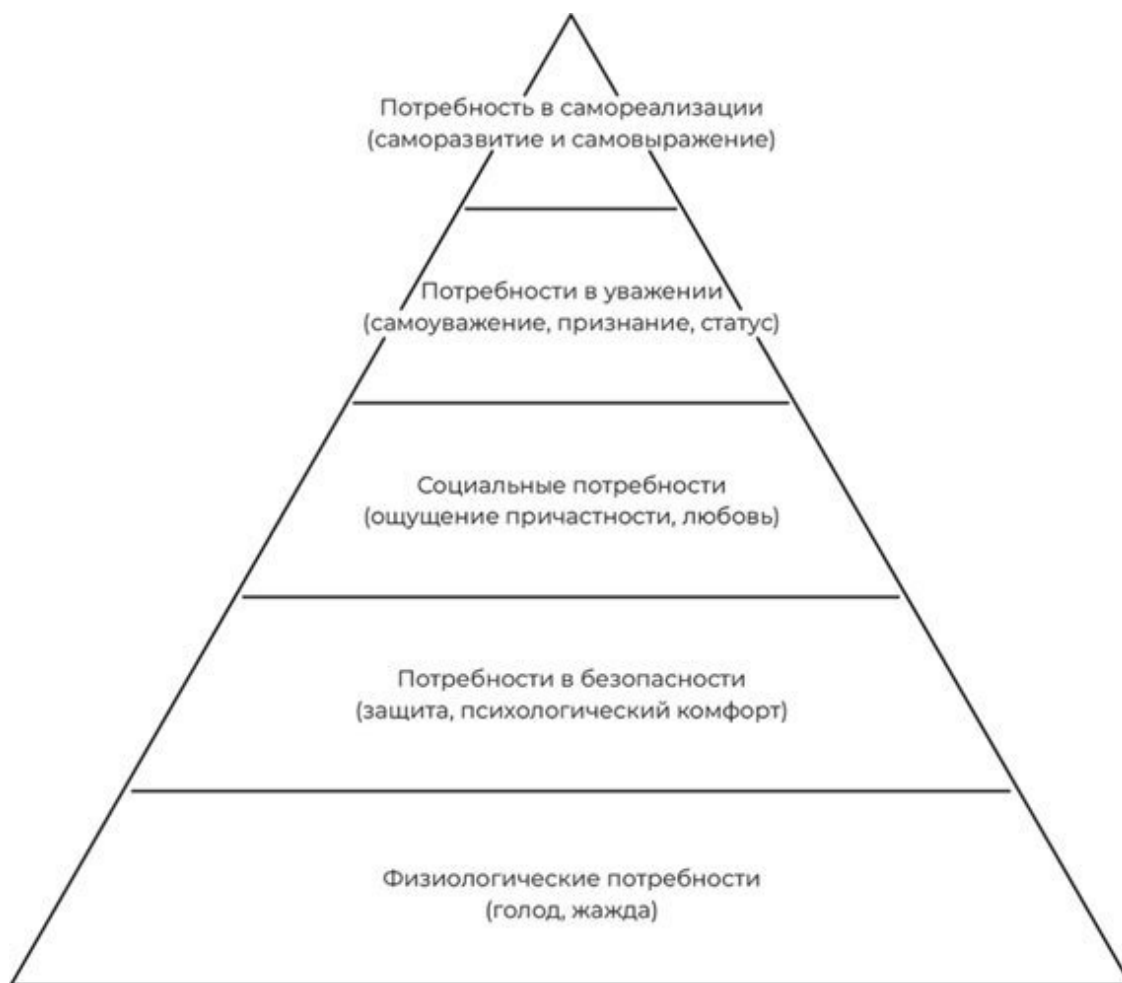 Потребность в самореализации
(саморазвитие и самовыражение)
Потребности в уважении
(самоуважение, признание, статус)
Социальные потребности
(ощущение причастности, любовь)
Потребности в безопасности
(защита, психологический комфорт)
Физиологические потребности
(голод, жажда)